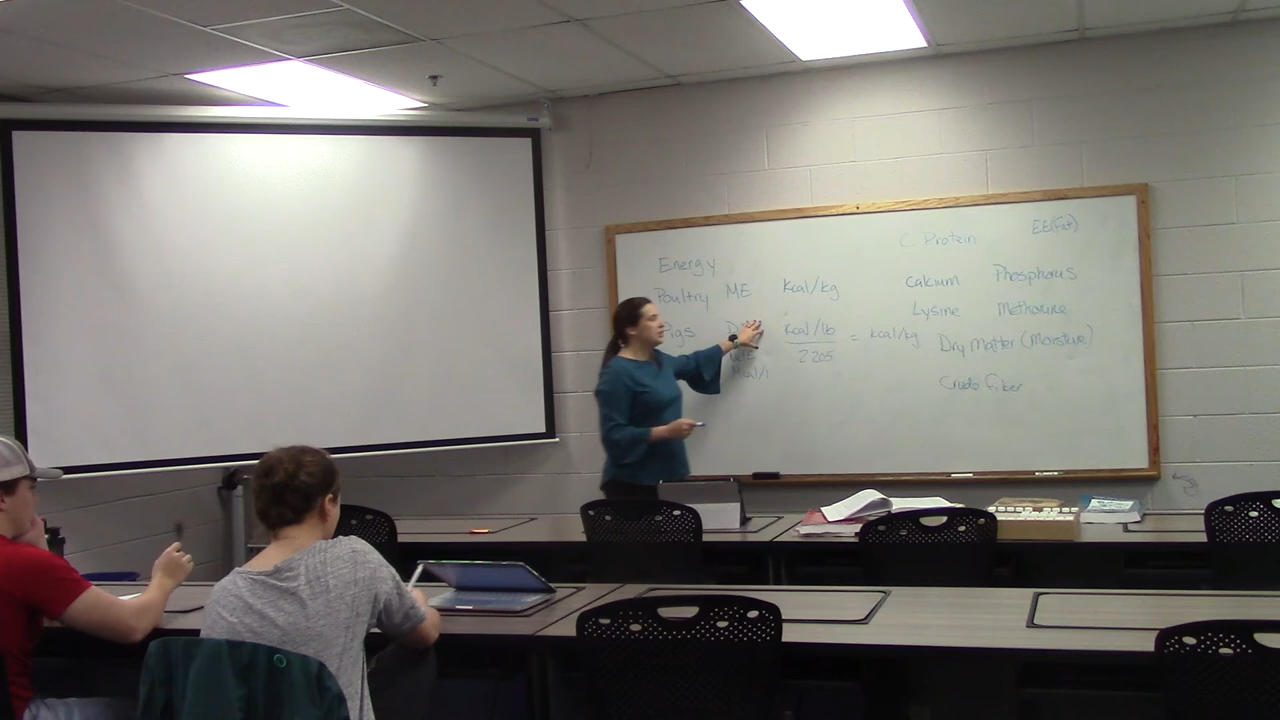 Energy
Poultry ME kcal/kg
Pigs kcal/lb = kcal/kg
2205
C. Protein EE(Fat)
Calcium Phosphorus
Lysine Methonine
Dry Matter (Moisture)
Crude fiber